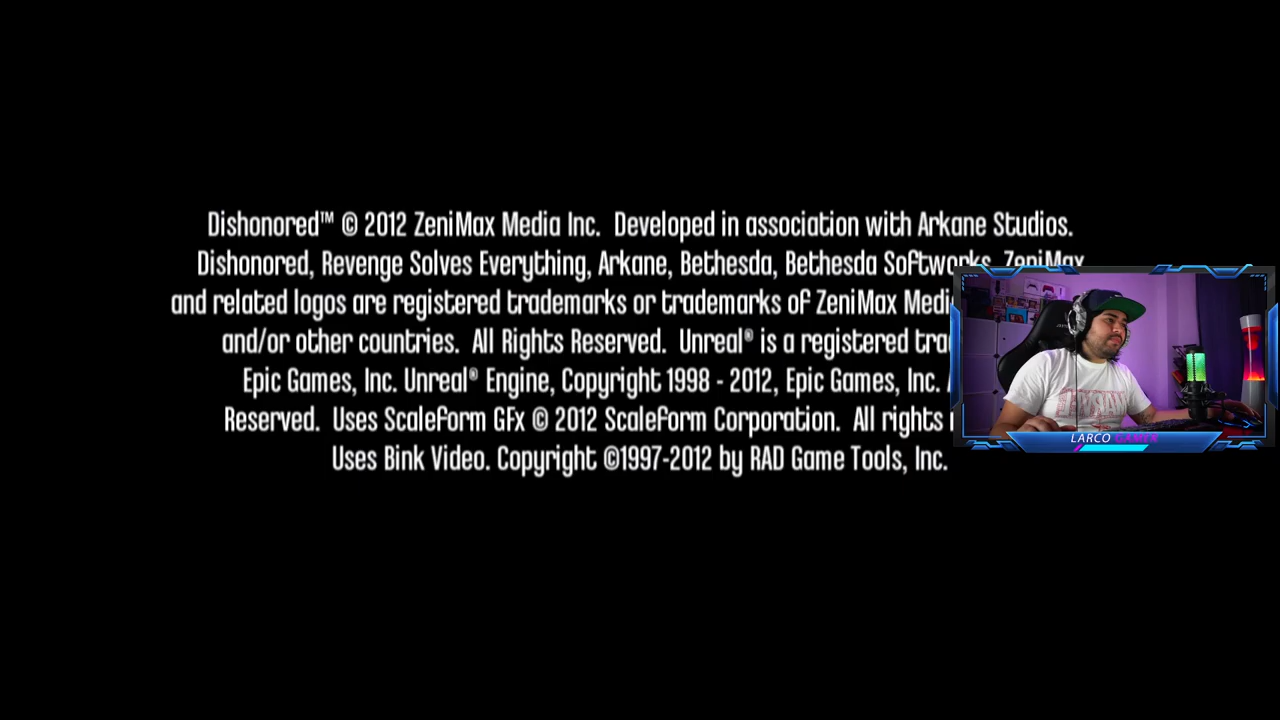 Dishonored™ © 2012 ZeniMax Media Inc. Developed in association with Arkane Studios.
Dishonored, Revenge Solves Everything, Arkane, Bethesda, Bethesda Softworks, ZeniMax
and related logos are registered trademarks or trademarks of ZeniMax
and/or other countries. All Rights Reserved. Unreal® is a registered
Epic Games, Inc. Unreal® Engine, Copyright 1998 - 2012, Epic Games, Inc.
Reserved. Uses Scaleform GFx © 2012 Scaleform Corporation. All rights
Uses Bink Video. Copyright ©1997-2012 by RAD Game Tools, Inc.
LARCO GAMER